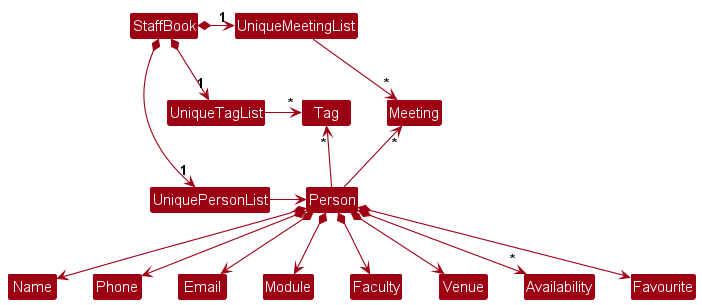 StaffBook 1 UniqueMeetingList
1 *
UniqueTagList * Tag Meeting
* *
1
UniquePersonList Person
*
Name Phone Email Module Faculty Venue Availability Favourite